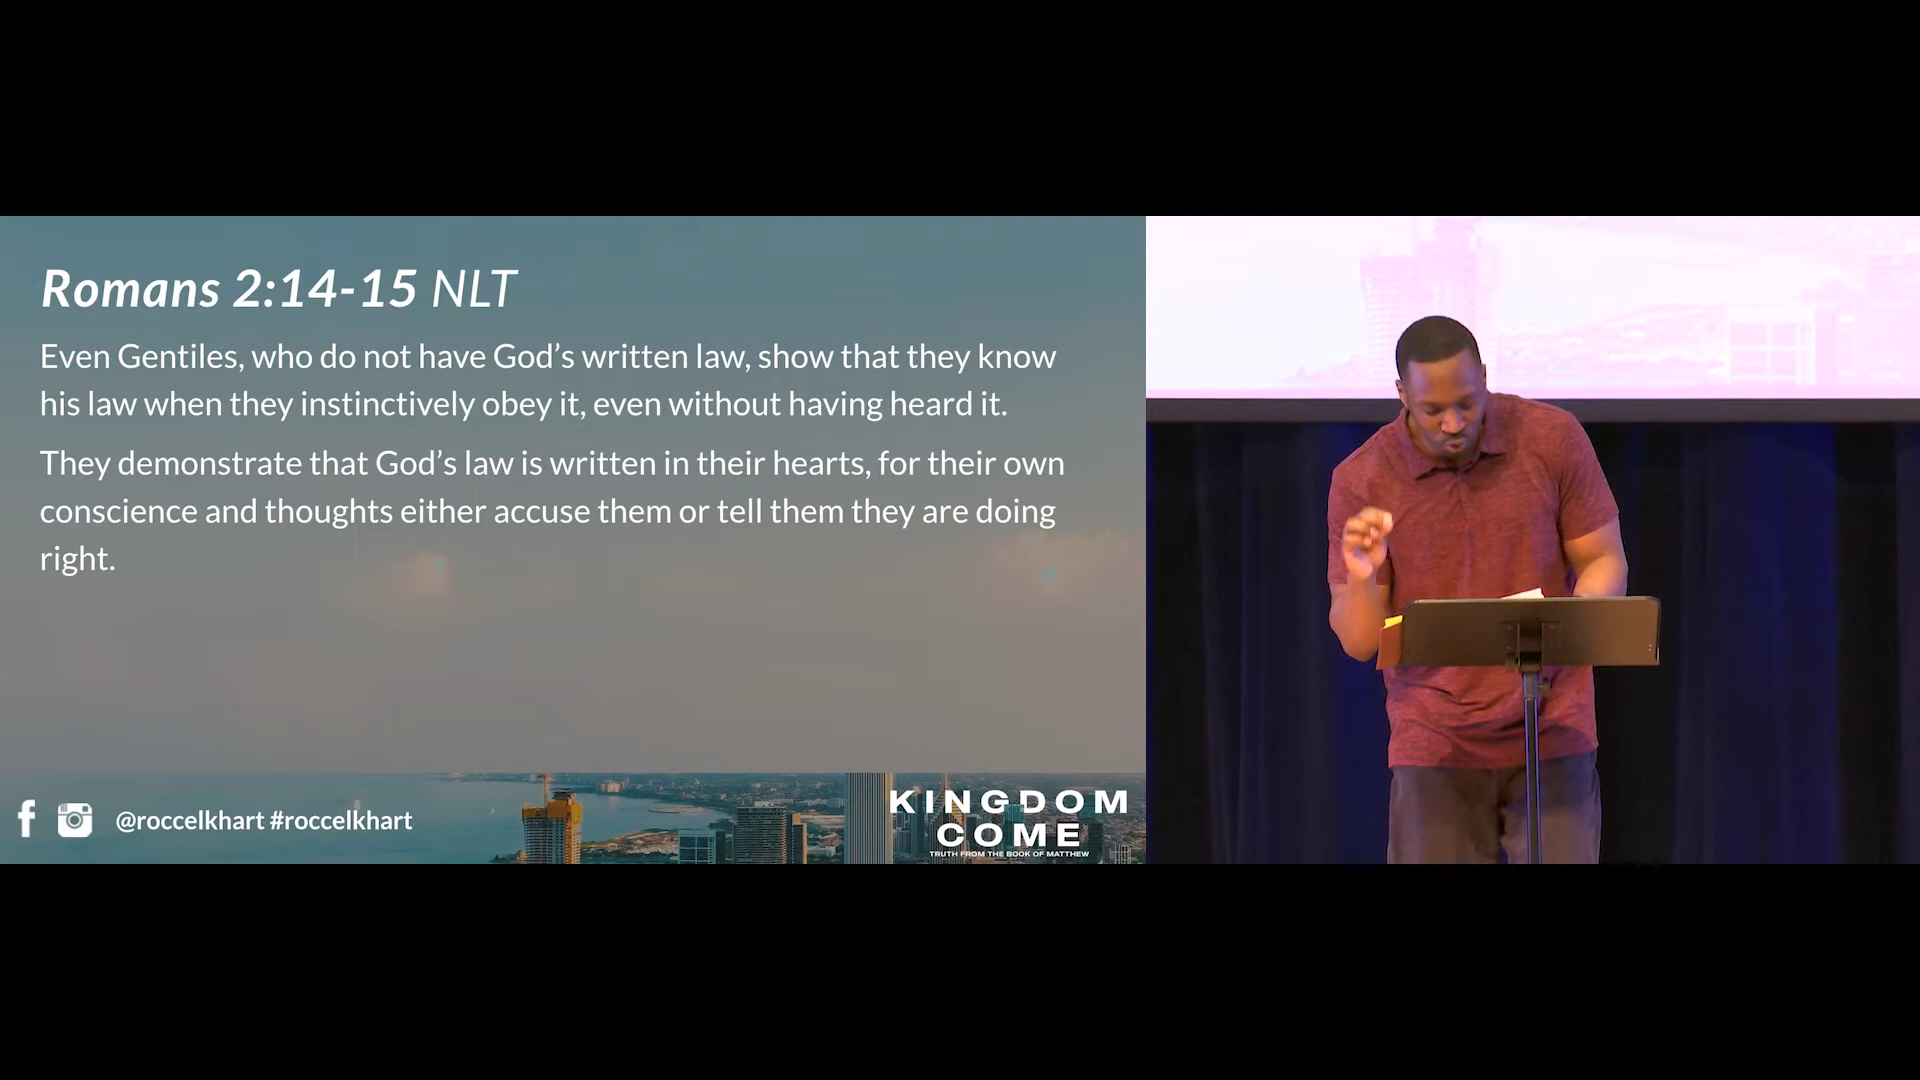 Romans 2:14-15 NLT
Even Gentiles, who do not have God’s written law, show that they know
his law when they instinctively obey it, even without having heard it.
They demonstrate that God’s law is written in their hearts, for their own
conscience and thoughts either accuse them or tell them they are doing
right.
@roccelkhart #roccelkhart
KINGDOM
COME
TRUTH FROM THE BOOK OF MATTHEW